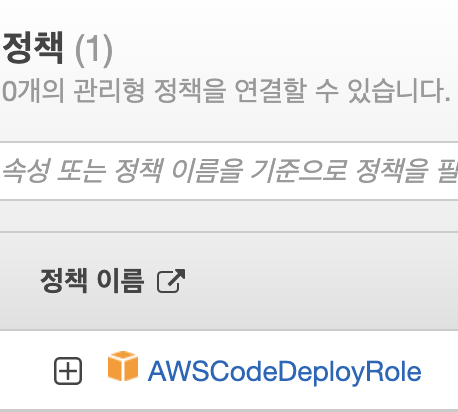 정책 (1)
0개의 관리형 정책을 연결할 수 있습니다.
속성 또는 정책 이름을 기준으로 정책을 필
정책 이름
AWSCodeDeployRole